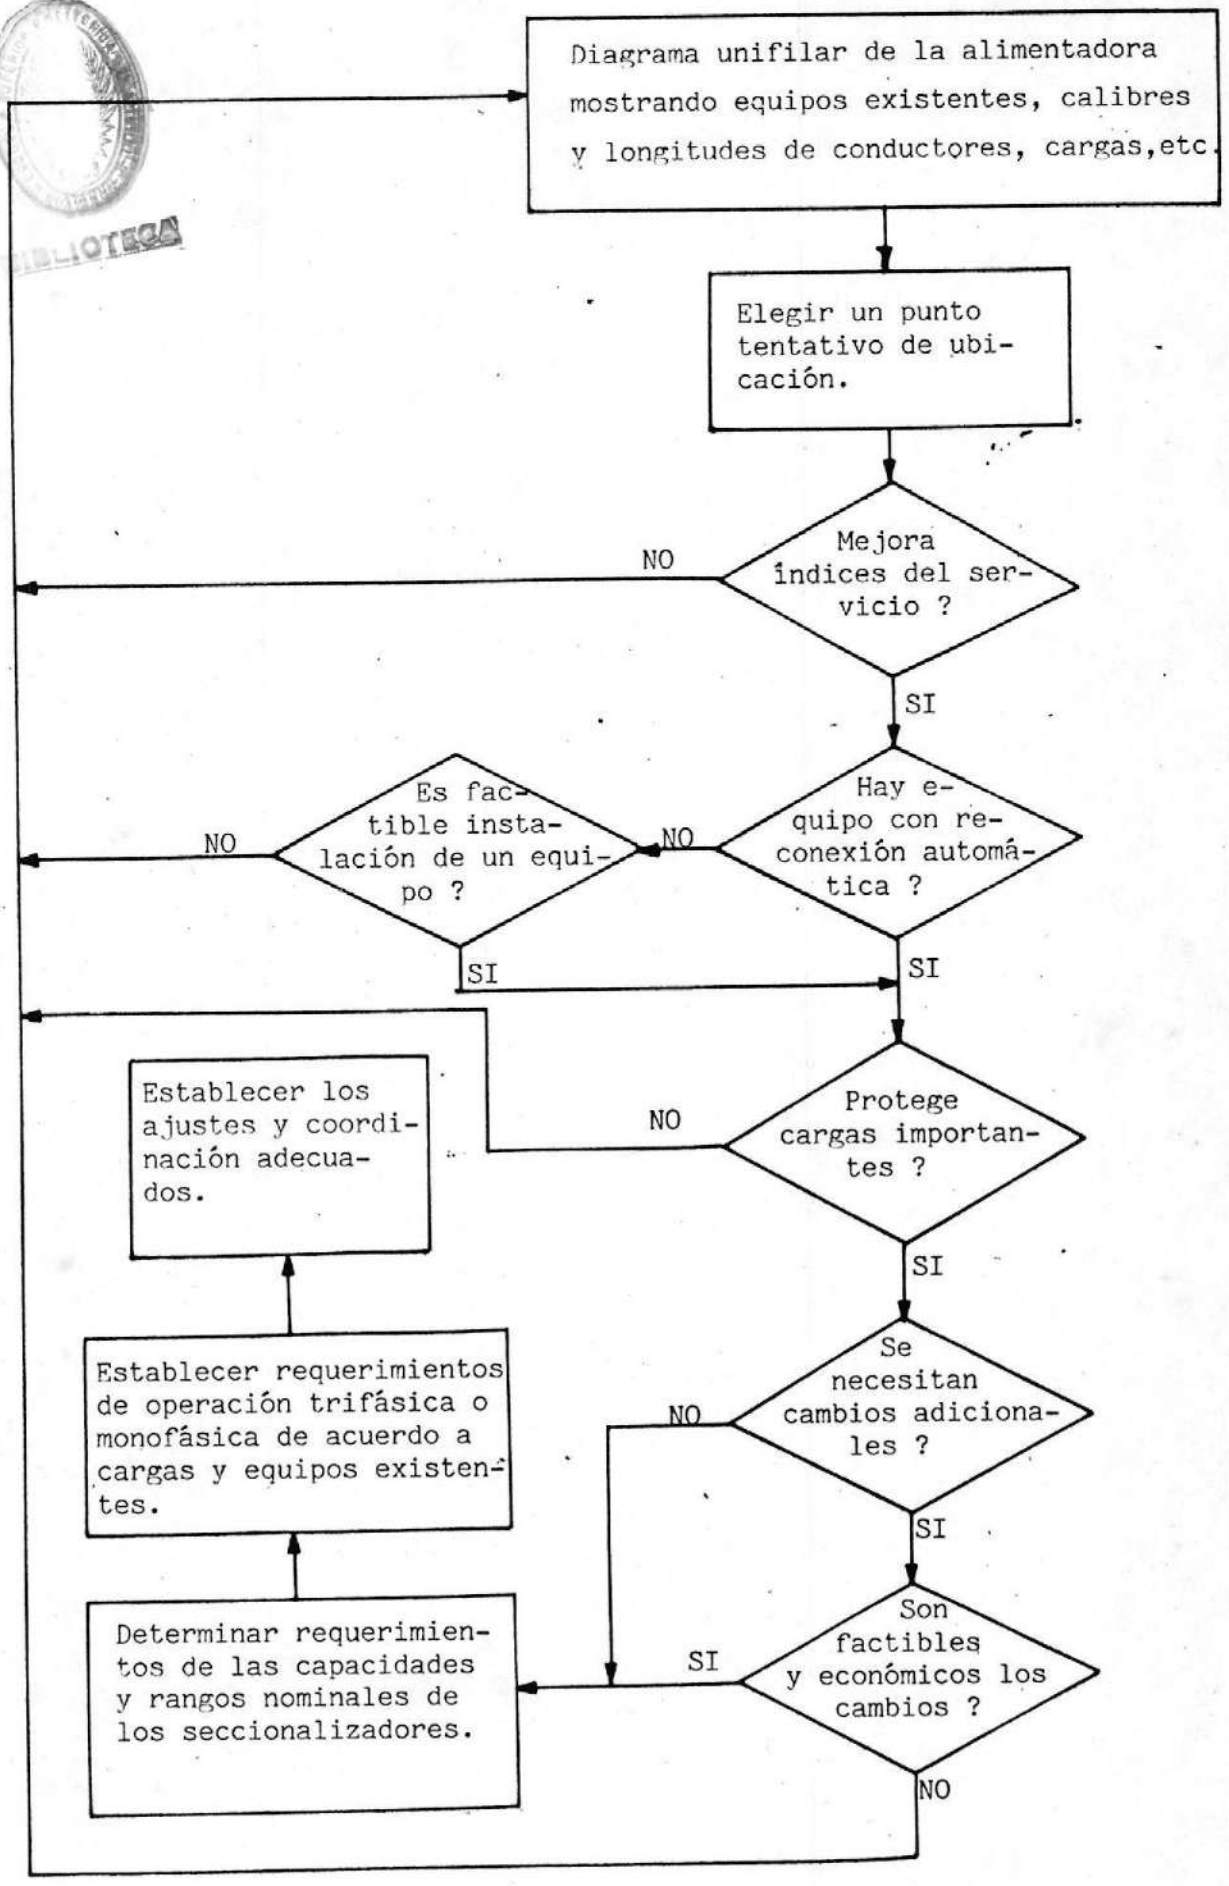 Diagrama unifilar de la alimentadora
mostrando equipos existentes, calibres
y longitudes de conductores, cargas,etc.
BIBLIOTECA
Elegir un punto
tentativo de ubi-
cación.
Mejora
índices del ser-
vicio ?
NO
SI
Hay e-
quipo con re-
conexión automá-
tica ?
NO
SI
Es fac-
tible insta-
lación de un equi-
po ?
NO
SI
Protege
cargas importan-
tes ?
NO
SI
Se
necesitan
cambios adiciona-
les ?
NO
SI
Son
factibles
y económicos los
cambios ?
SI
NO
Determinar requerimien-
tos de las capacidades
y rangos nominales de
los seccionalizadores.
Establecer requerimientos
de operación trifásica o
monofásica de acuerdo a
cargas y equipos existen-
tes.
Establecer los
ajustes y coordi-
nación adecua-
dos.